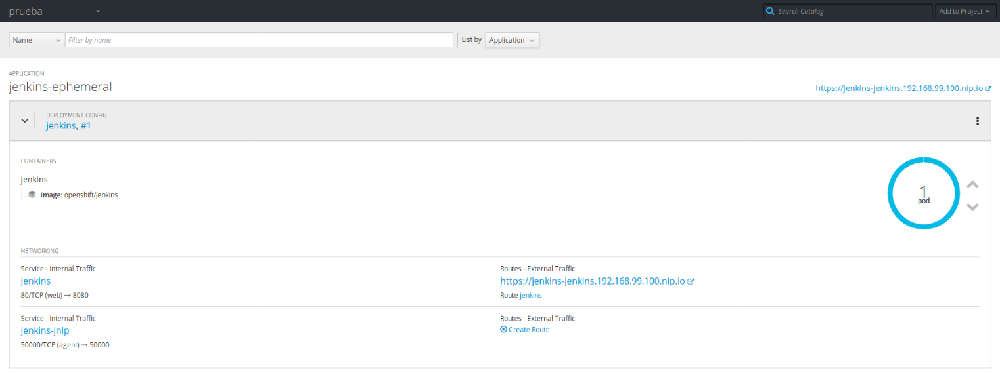 prueba
Search Catalog
Add to Project
Name
Filter by name
List by
Application
APPLICATION
jenkins-ephemeral
https://jenkins-jenkins.192.168.99.100.nip.io
DEPLOYMENT CONFIG
jenkins, #1
CONTAINERS
jenkins
Image: openshift/jenkins
1
pod
NETWORKING
Service - Internal Traffic
jenkins
80/TCP (web) → 8080
Routes - External Traffic
https://jenkins-jenkins.192.168.99.100.nip.io
Route jenkins
Service - Internal Traffic
jenkins-jnlp
50000/TCP (agent) → 50000
Routes - External Traffic
Create Route